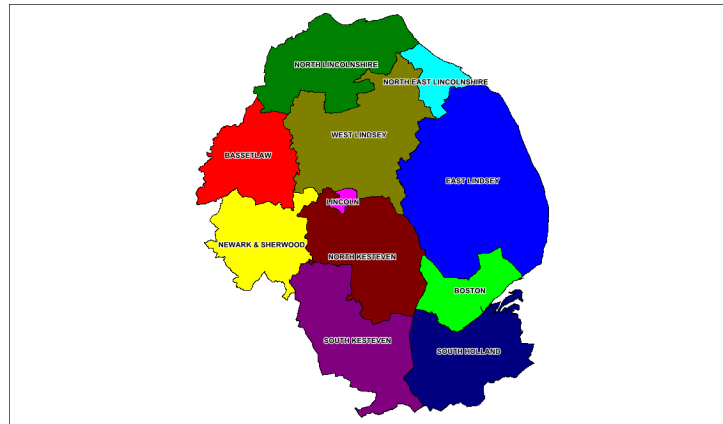 NORTH LINCOLNSHIRE
NORTH EAST LINCOLNSHIRE
WEST LINDSEY
BASSETLAW
EAST LINDSEY
LINCOLN
NEWARK & SHERWOOD
NORTH KESTEVEN
BOSTON
SOUTH KESTEVEN
SOUTH HOLLAND